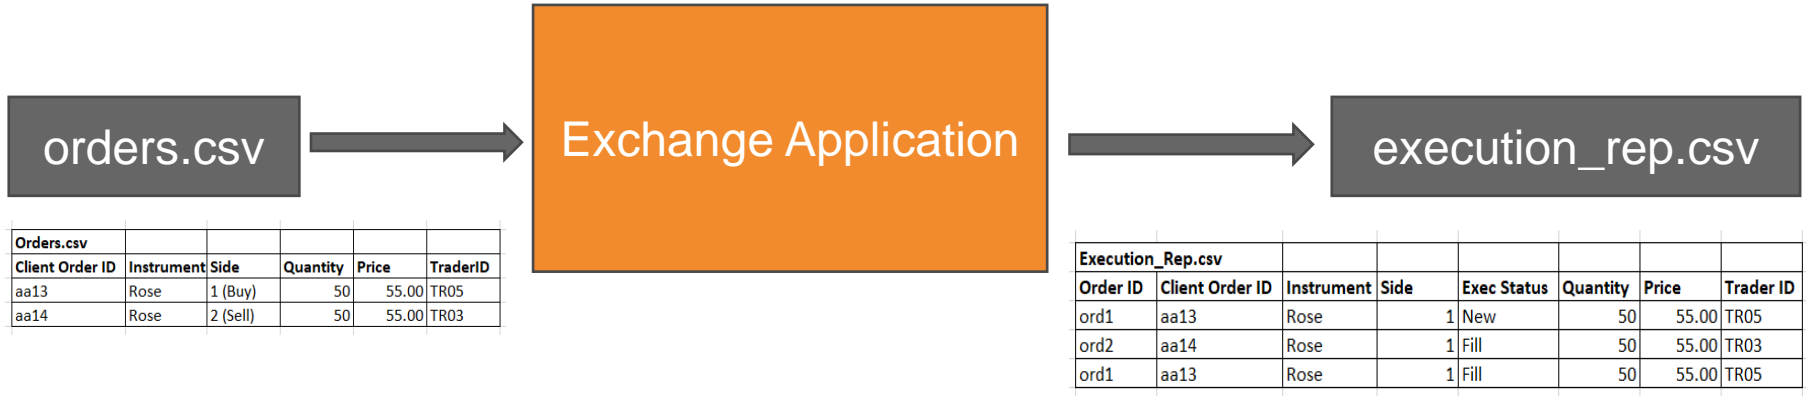 orders.csv
Exchange Application
execution_rep.csv
Orders.csv
Client Order ID Instrument Side Quantity Price TraderID
aa13 Rose 1 (Buy) 50 55.00 TR05
aa14 Rose 2 (Sell) 50 55.00 TR03
Execution_Rep.csv
Order ID Client Order ID Instrument Side Exec Status Quantity Price Trader ID
ord1 aa13 Rose 1 New 50 55.00 TR05
ord2 aa14 Rose 1 Fill 50 55.00 TR03
ord1 aa13 Rose 1 Fill 50 55.00 TR05